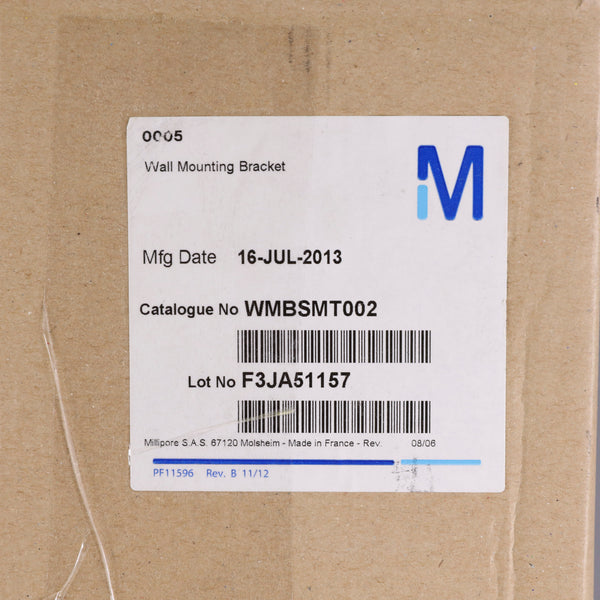 0005
Wall Mounting Bracket
M
Mfg Date 16-JUL-2013
Catalogue No WMBSMT002
Lot No F3JA51157
Millipore S.A.S. 67120 Molsheim - Made in France - Rev. 08/06
PF11596 Rev. B 11/12